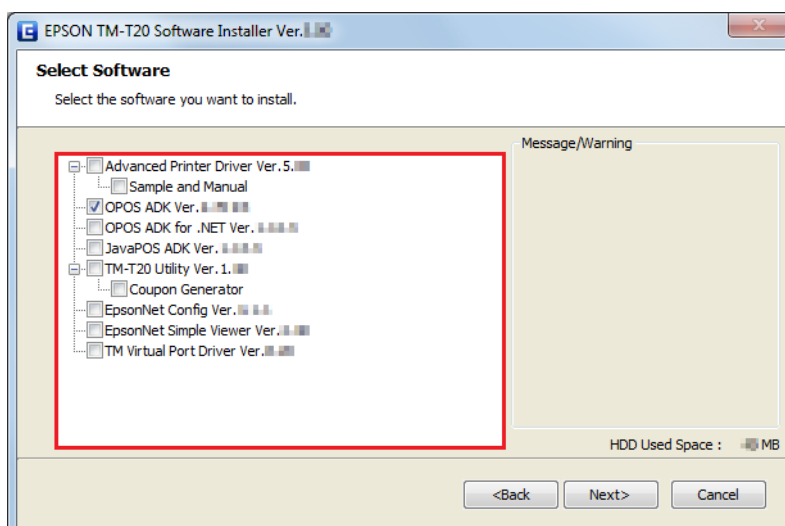 EPSON TM-T20 Software Installer Ver.
Select Software
Select the software you want to install.
Message/Warning
Advanced Printer Driver Ver.5.
Sample and Manual
OPOS ADK Ver.
OPOS ADK for .NET Ver.
JavaPOS ADK Ver.
TM-T20 Utility Ver.1.
Coupon Generator
EpsonNet Config Ver.
EpsonNet Simple Viewer Ver.
TM Virtual Port Driver Ver.
HDD Used Space : MB
<Back Next> Cancel